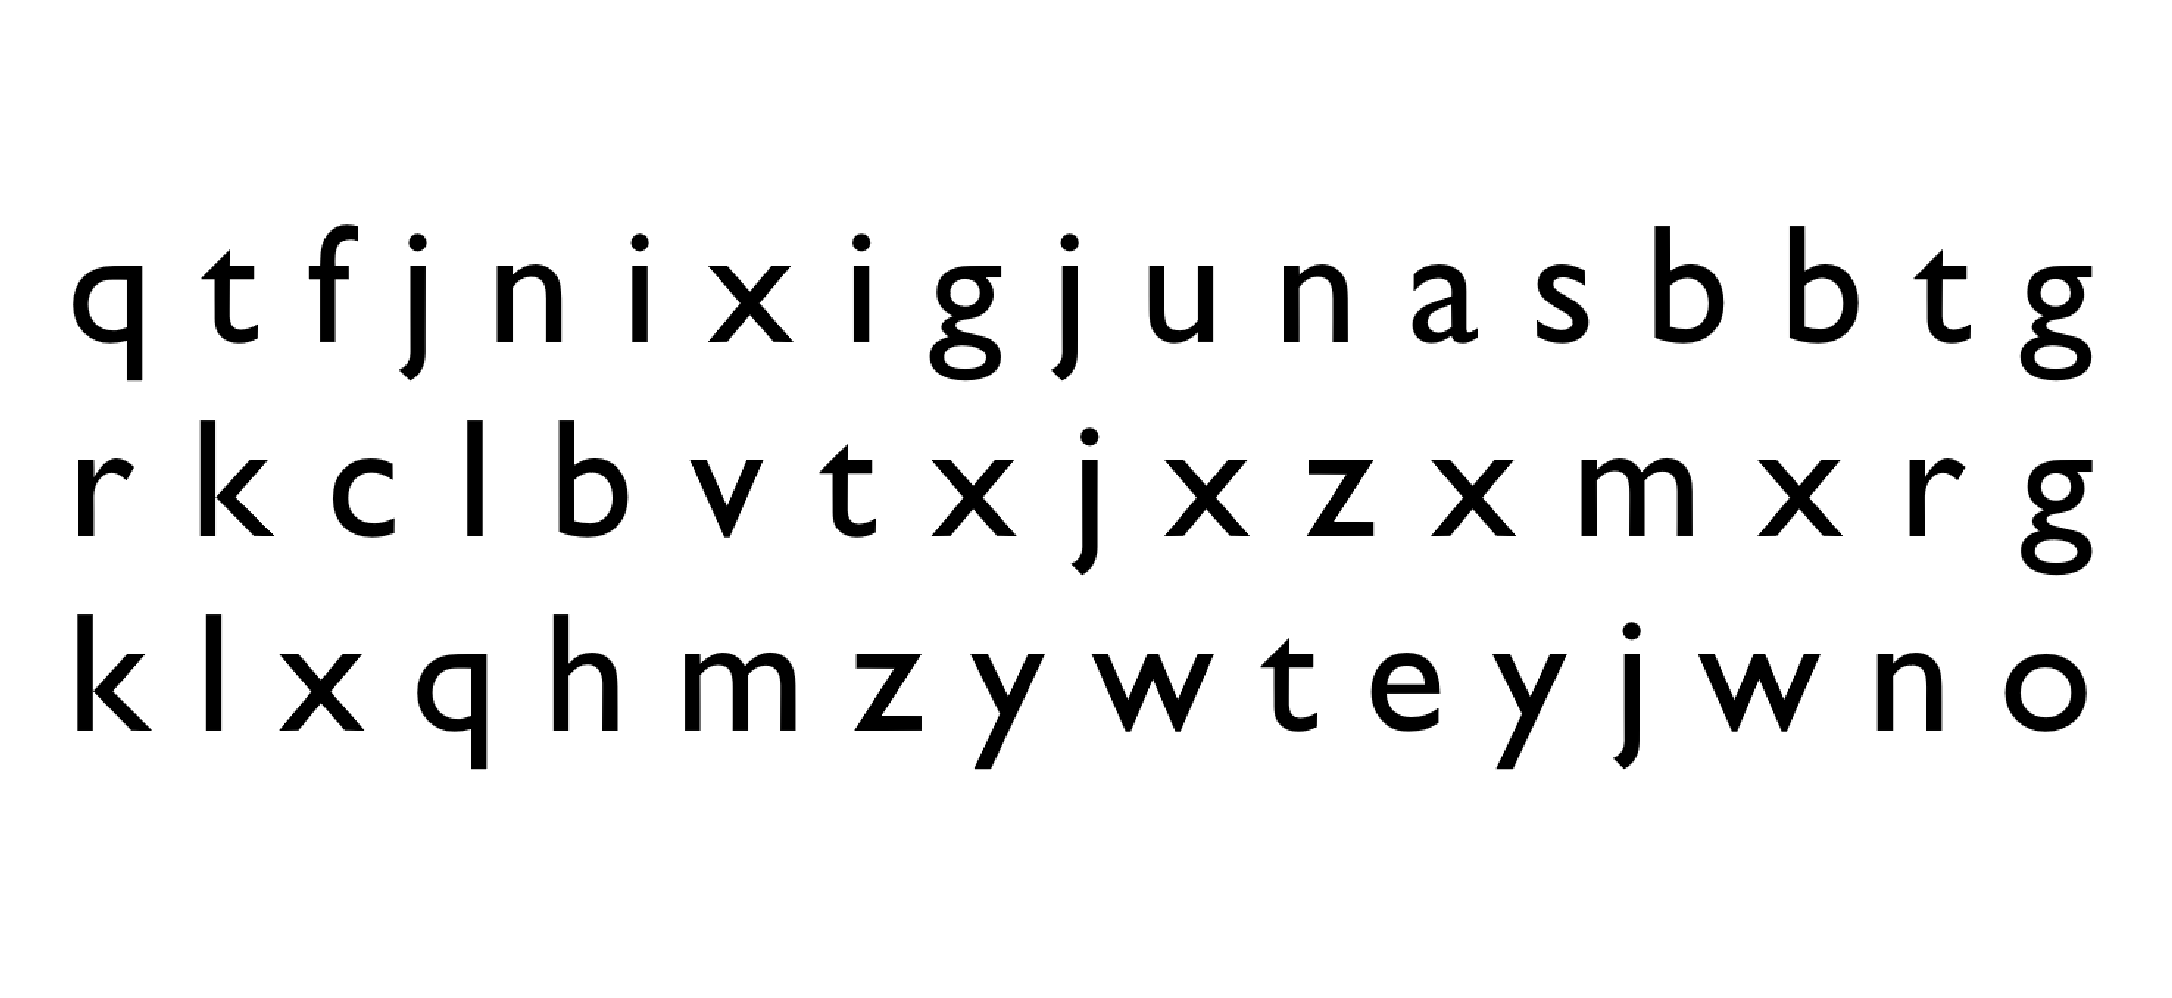 q t f j n i x i g j u n a s b b t g
r k c l b v t x j x z x m x r g
k l x q h m z y w t e y j w n o